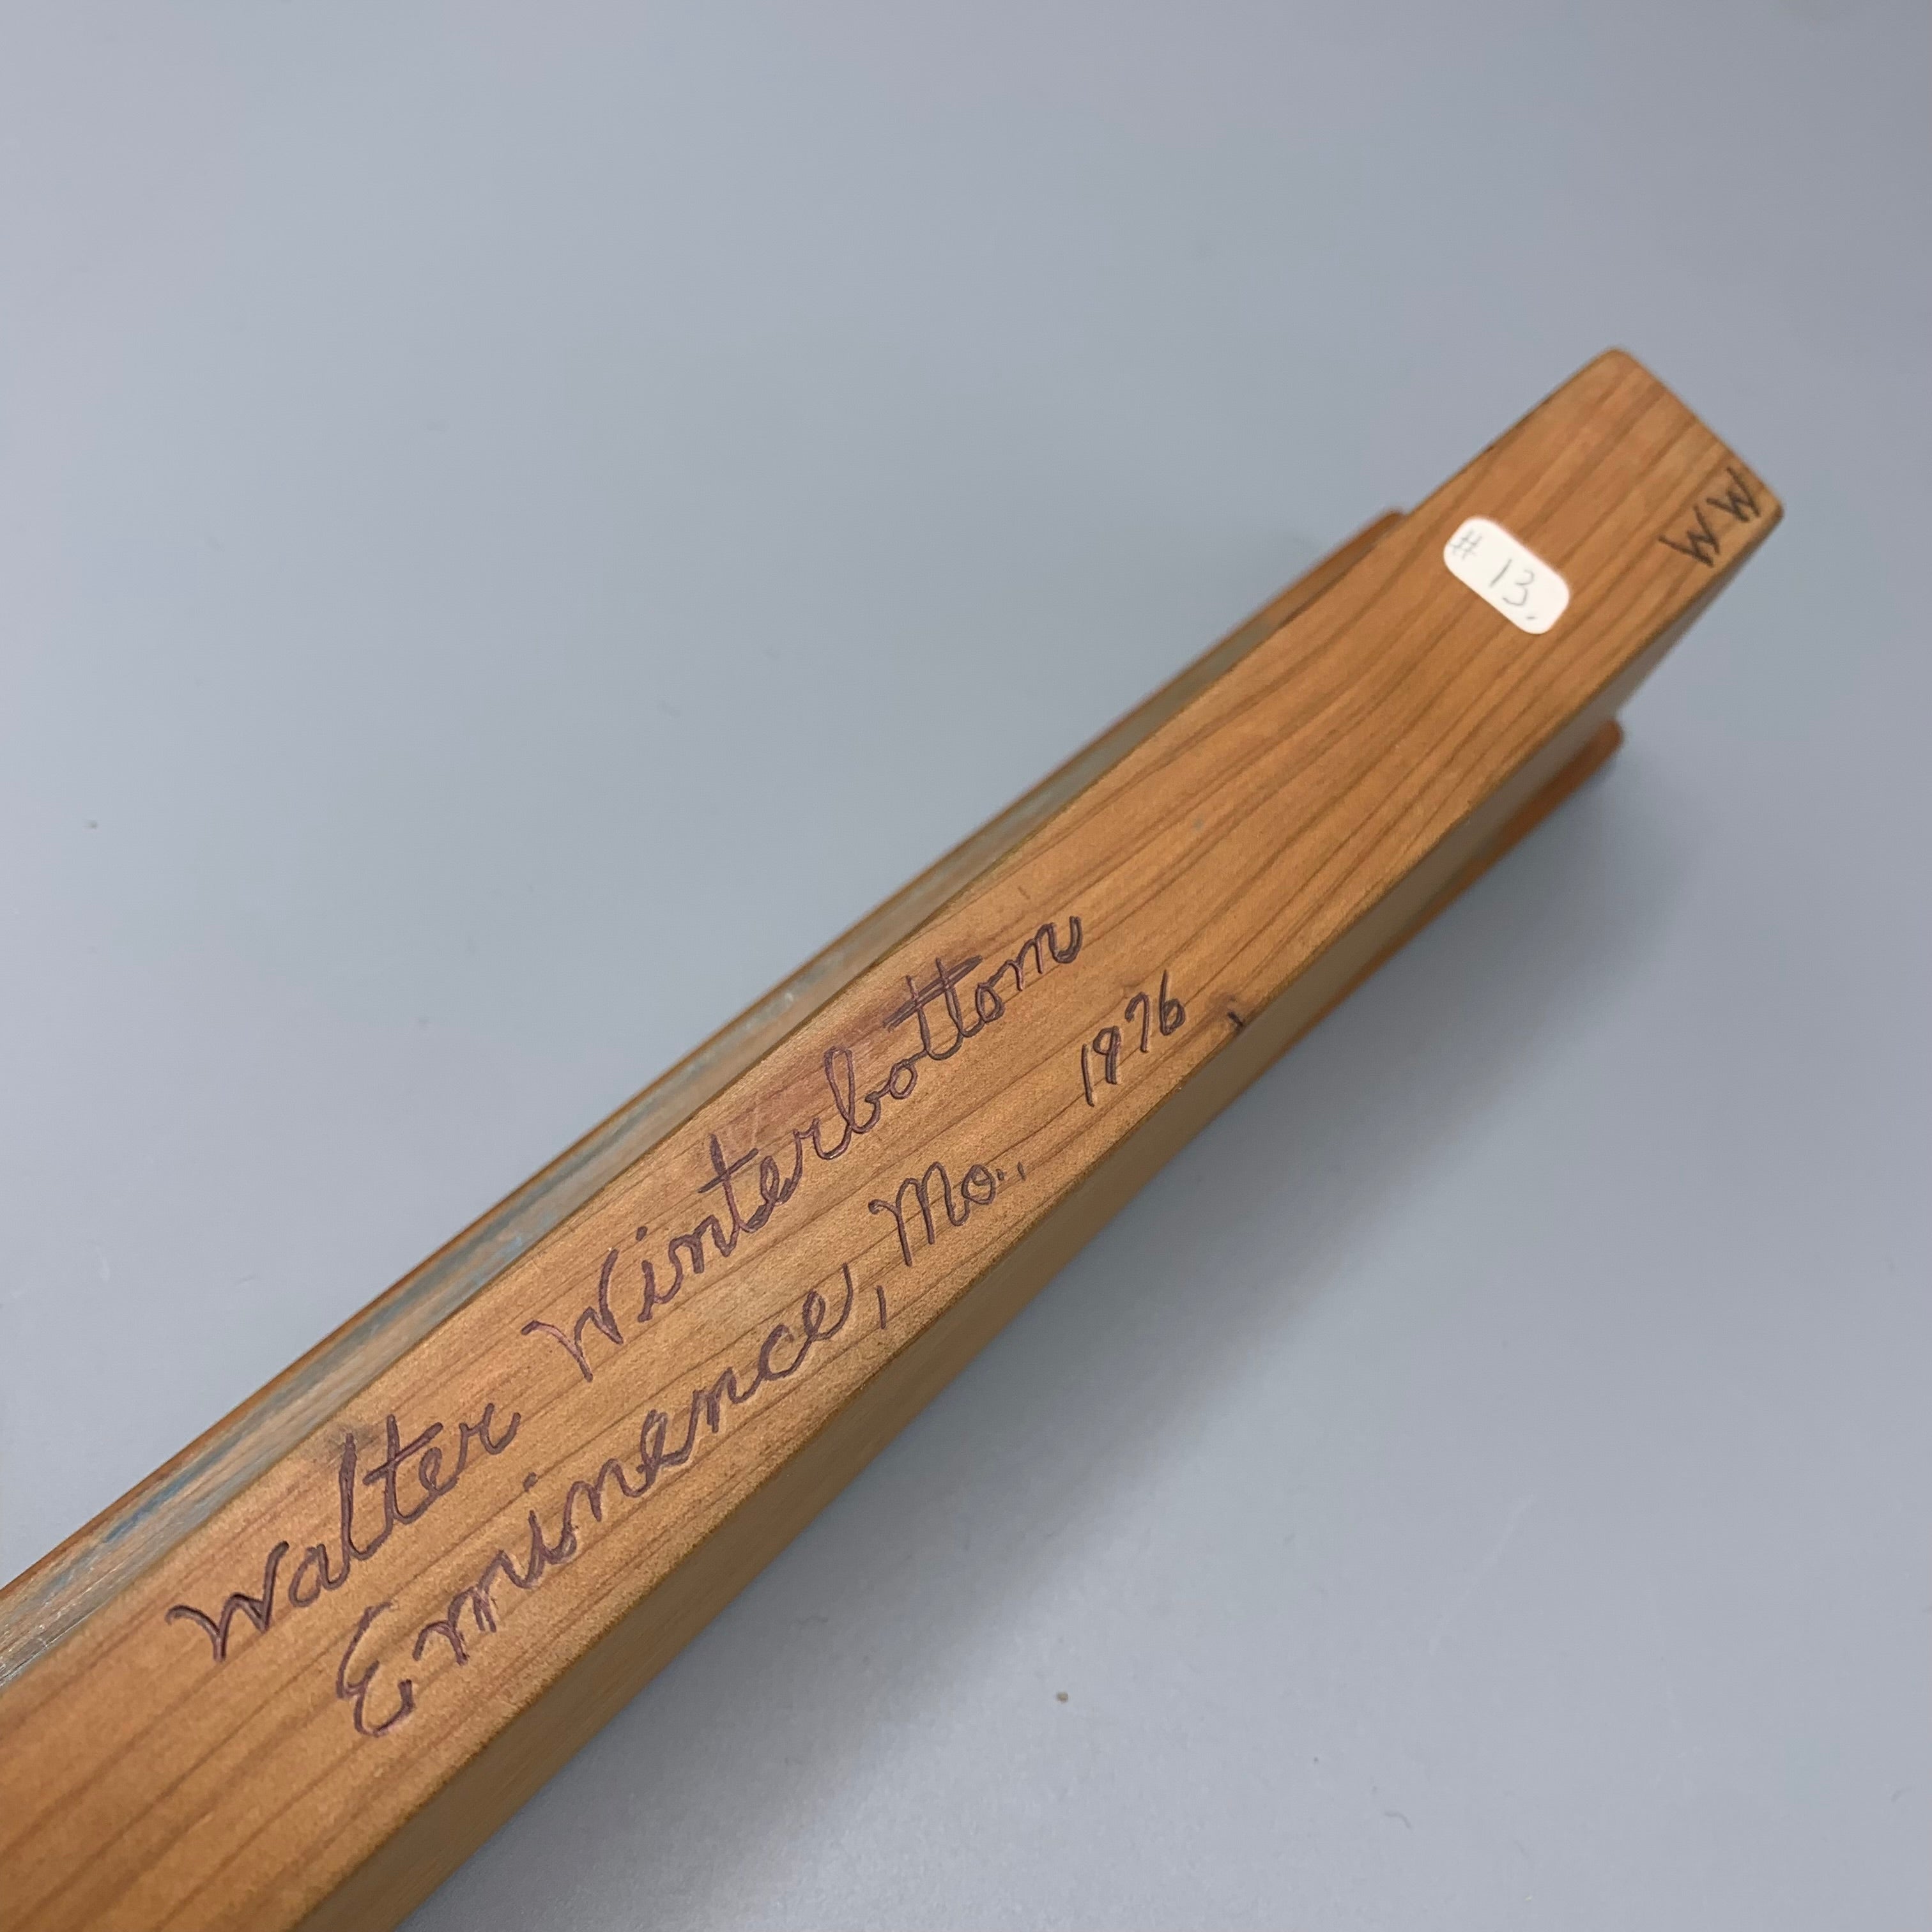 Walter Winterbottom
Eminence, Mo., 1976
# 13
WW